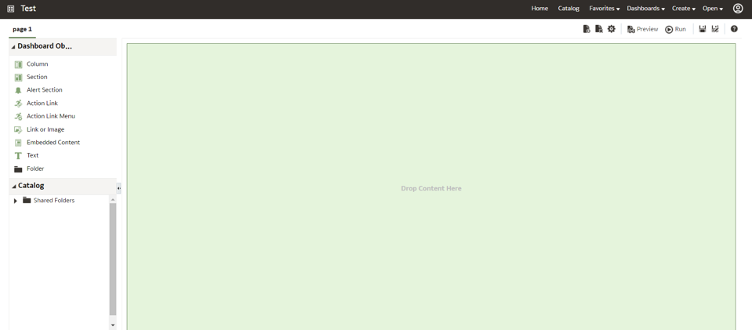 Test
Home Catalog Favorites Dashboards Create Open
page 1
Preview Run
Dashboard Ob...
Column
Section
Alert Section
Action Link
Action Link Menu
Link or Image
Embedded Content
Text
Folder
Catalog
Shared Folders
Drop Content Here